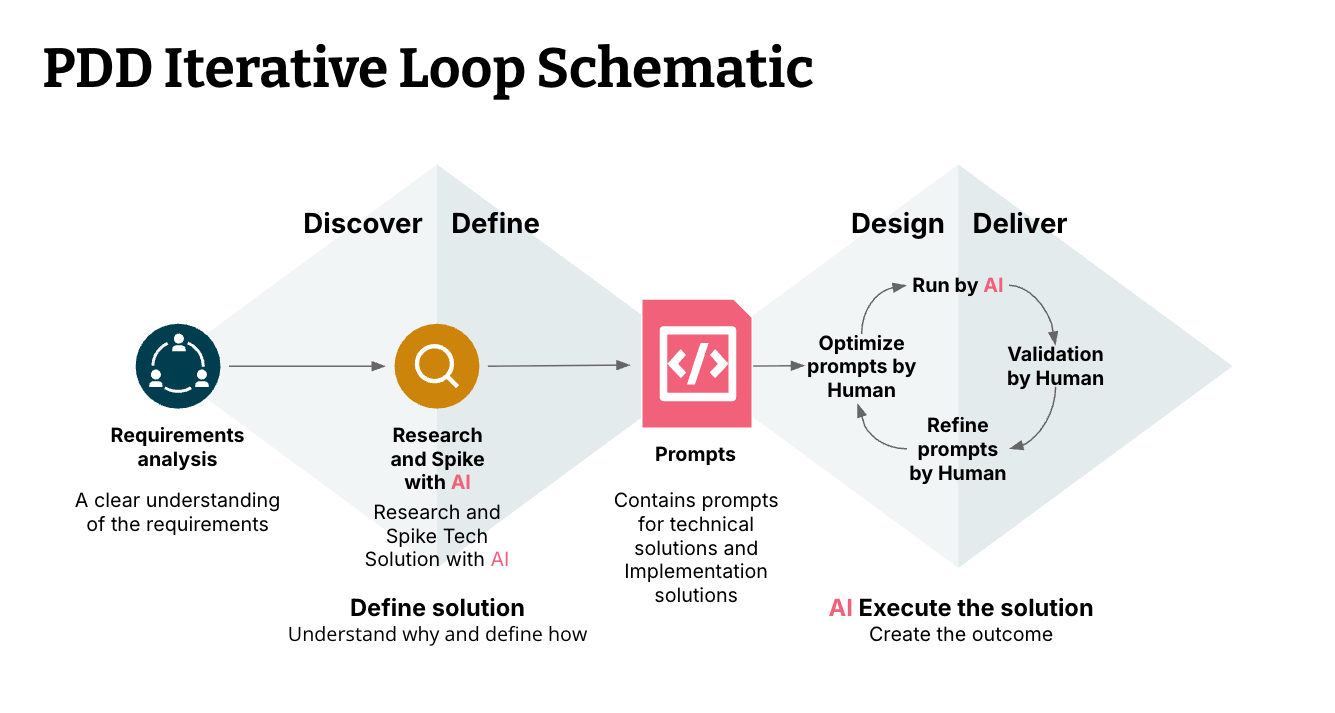 PDD Iterative Loop Schematic
Discover
Define
Design
Deliver
Requirements
analysis
A clear understanding
of the requirements
Research
and Spike
with AI
Research and
Spike Tech
Solution with AI
Define solution
Understand why and define how
Prompts
Contains prompts
for technical
solutions and
Implementation
solutions
Run by AI
Validation
by Human
Refine
prompts
by Human
Optimize
prompts by
Human
AI Execute the solution
Create the outcome